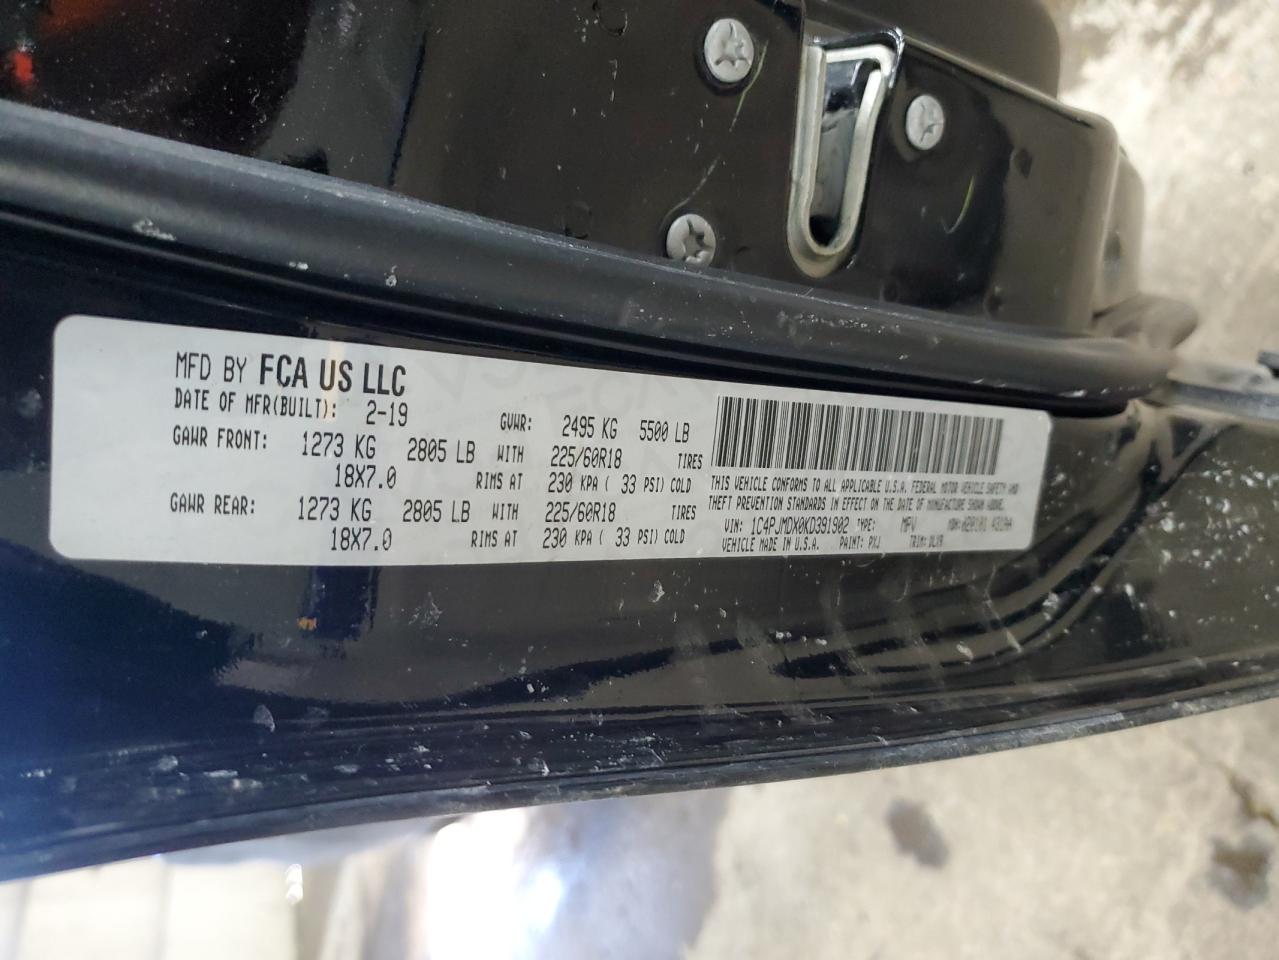 MFD BY FCA US LLC
DATE OF MFR(BUILT): 2-19 GVWR: 2495 KG 5500 LB
GAWR FRONT: 1273 KG 2805 LB WITH 225/60R18 TIRES
18X7.0 RIMS AT 230 KPA ( 33 PSI) COLD
GAWR REAR: 1273 KG 2805 LB WITH 225/60R18 TIRES
18X7.0 RIMS AT 230 KPA ( 33 PSI) COLD
THIS VEHICLE CONFORMS TO ALL APPLICABLE U.S.A. FEDERAL MOTOR VEHICLE SAFETY AND
THEFT PREVENTION STANDARDS IN EFFECT ON THE DATE OF MANUFACTURE SHOWN ABOVE.
VIN: 1C4PJMDX0KD391902 TYPE: MPV MDH:
VEHICLE MADE IN U.S.A. PAINT: PXJ TRIM: DLX9